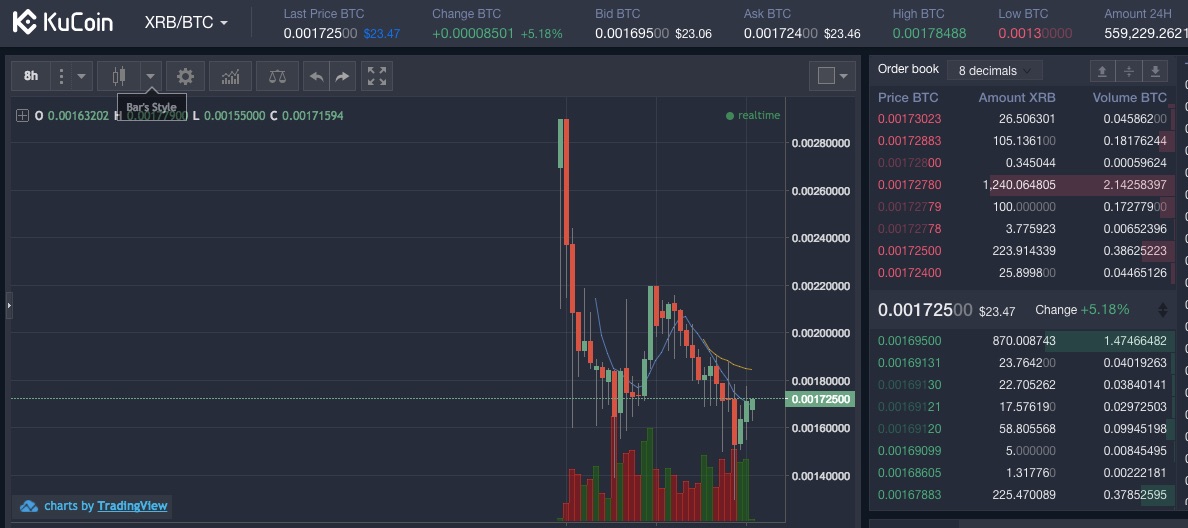 KuCoin
XRB/BTC
Last Price BTC
0.00172500 $23.47
Change BTC
+0.00008501 +5.18%
Bid BTC
0.00169500 $23.06
Ask BTC
0.00172400 $23.46
High BTC
0.00178488
Low BTC
0.00130000
Amount 24H
559,229.2621
8h
Bar's Style
O 0.00163202 H 0.00177900 L 0.00155000 C 0.00171594
realtime
0.00280000
0.00260000
0.00240000
0.00220000
0.00200000
0.00180000
0.00172500
0.00160000
0.00140000
charts by TradingView
Order book
8 decimals
Price BTC Amount XRB Volume BTC
0.00173023 26.506301 0.04586200
0.00172883 105.136100 0.18176244
0.00172800 0.345044 0.00059624
0.00172780 1,240.064805 2.14258397
0.00172779 100.000000 0.17277900
0.00172778 3.775923 0.00652396
0.00172500 223.914339 0.38625223
0.00172400 25.899800 0.04465126
0.00172500 $23.47 Change +5.18%
0.00169500 870.008743 1.47466482
0.00169131 23.764200 0.04019263
0.00169130 22.705262 0.03840141
0.00169121 17.576190 0.02972503
0.00169120 58.805568 0.09945198
0.00169099 5.000000 0.00845495
0.00168605 1.317760 0.00222181
0.00167883 225.470089 0.37852595